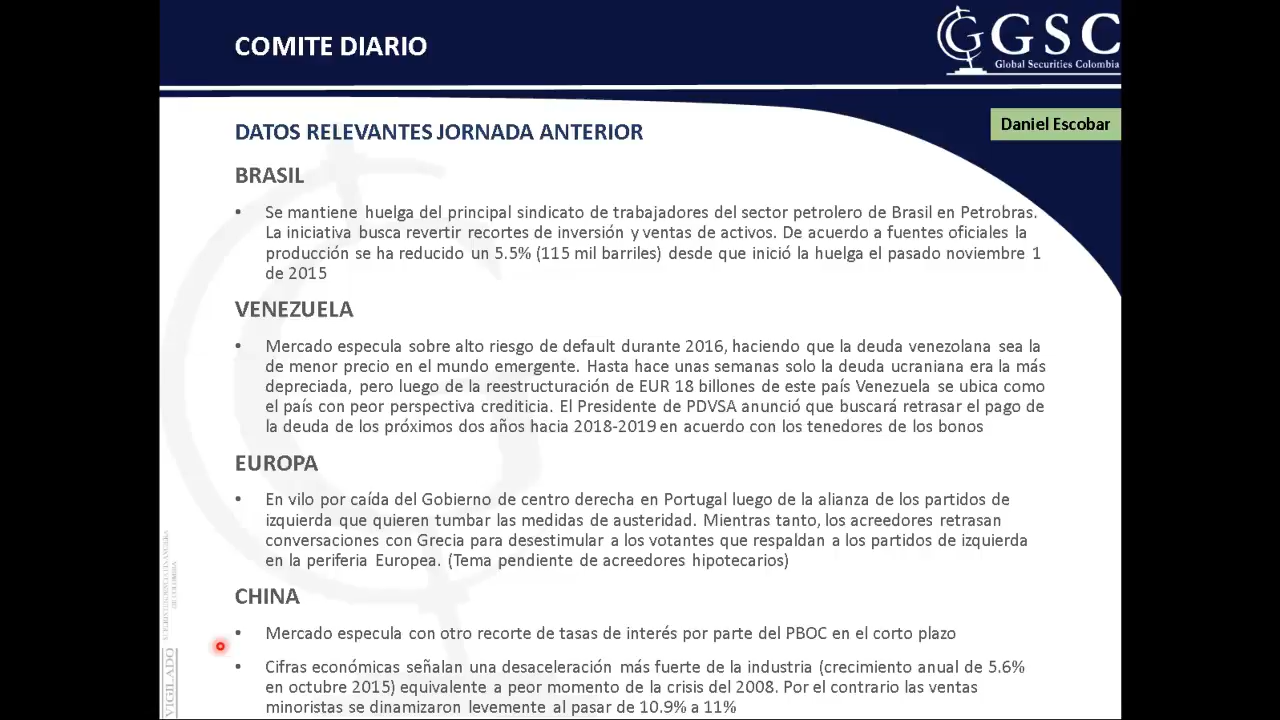 COMITE DIARIO
GGSC
Global Securities Colombia
Daniel Escobar
DATOS RELEVANTES JORNADA ANTERIOR
BRASIL
• Se mantiene huelga del principal sindicato de trabajadores del sector petrolero de Brasil en Petrobras.
La iniciativa busca revertir recortes de inversión y ventas de activos. De acuerdo a fuentes oficiales la
producción se ha reducido un 5.5% (115 mil barriles) desde que inició la huelga el pasado noviembre 1
de 2015
VENEZUELA
• Mercado especula sobre alto riesgo de default durante 2016, haciendo que la deuda venezolana sea la
de menor precio en el mundo emergente. Hasta hace unas semanas solo la deuda ucraniana era la más
depreciada, pero luego de la reestructuración de EUR 18 billones de este país Venezuela se ubica como
el país con peor perspectiva crediticia. El Presidente de PDVSA anunció que buscará retrasar el pago de
la deuda de los próximos dos años hacia 2018-2019 en acuerdo con los tenedores de los bonos
EUROPA
• En vilo por caída del Gobierno de centro derecha en Portugal luego de la alianza de los partidos de
izquierda que quieren tumbar las medidas de austeridad. Mientras tanto, los acreedores retrasan
conversaciones con Grecia para desestimular a los votantes que respaldan a los partidos de izquierda
en la periferia Europea. (Tema pendiente de acreedores hipotecarios)
CHINA
• Mercado especula con otro recorte de tasas de interés por parte del PBOC en el corto plazo
• Cifras económicas señalan una desaceleración más fuerte de la industria (crecimiento anual de 5.6%
en octubre 2015) equivalente a peor momento de la crisis del 2008. Por el contrario las ventas
minoristas se dinamizaron levemente al pasar de 10.9% a 11%
VIGILADO